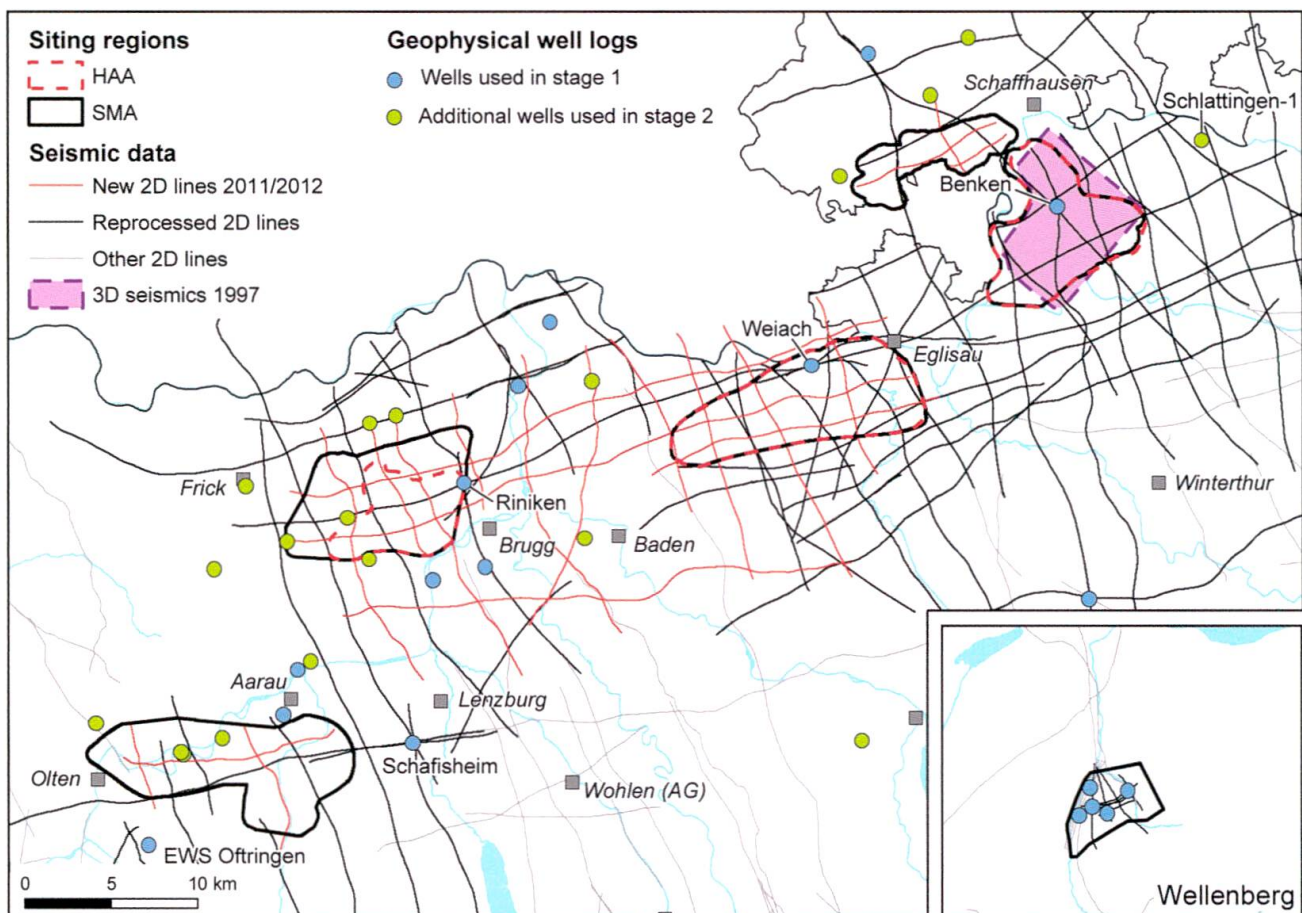 Siting regions
HAA
SMA
Seismic data
New 2D lines 2011/2012
Reprocessed 2D lines
Other 2D lines
3D seismics 1997
Geophysical well logs
Wells used in stage 1
Additional wells used in stage 2
Schaffhausen
Schlattingen-1
Benken
Weiach
Eglisau
Frick
Riniken
Winterthur
Brugg
Baden
Aarau
Lenzburg
Schafisheim
Olten
Wohlen (AG)
EWS Oftringen
0 5 10 km
Wellenberg